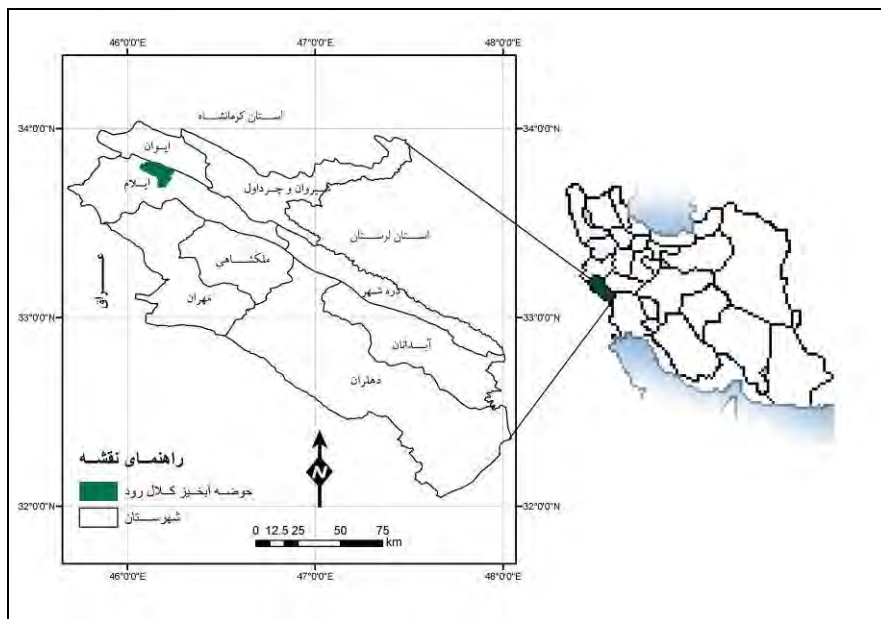 46°0'0"E
47°0'0"E
48°0'0"E
34°0'0"N
34°0'0"N
استان کرمانشاه
ایوان
ایلام
شیروان و چرداول
استان لرستان
عراق
ملکشاهی
مهران
33°0'0"N
33°0'0"N
دره شهر
آبدانان
دهلران
راهنمای نقشه
حوضه آبخیز کلال رود
شهرستان
N
32°0'0"N
32°0'0"N
0 12.5 25 50 75
km
46°0'0"E
47°0'0"E
48°0'0"E